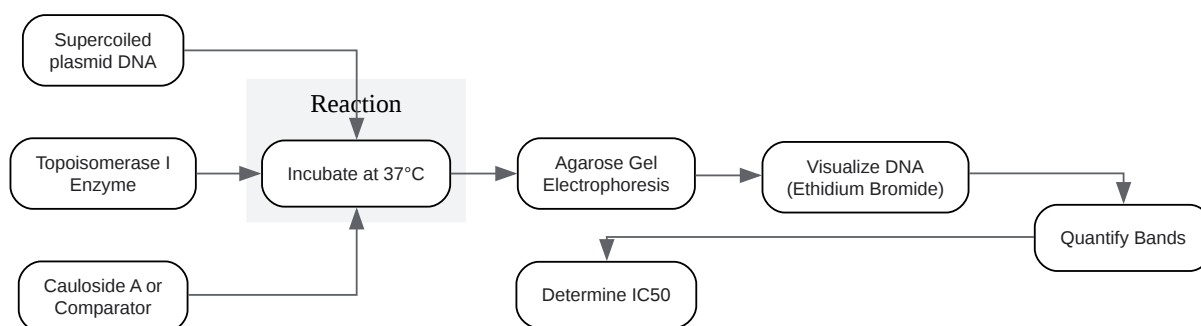 Supercoiled
plasmid DNA
Reaction
Topoisomerase I
Enzyme
Incubate at 37°C
Agarose Gel
Electrophoresis
Visualize DNA
(Ethidium Bromide)
Quantify Bands
Cauloside A or
Comparator
Determine IC50